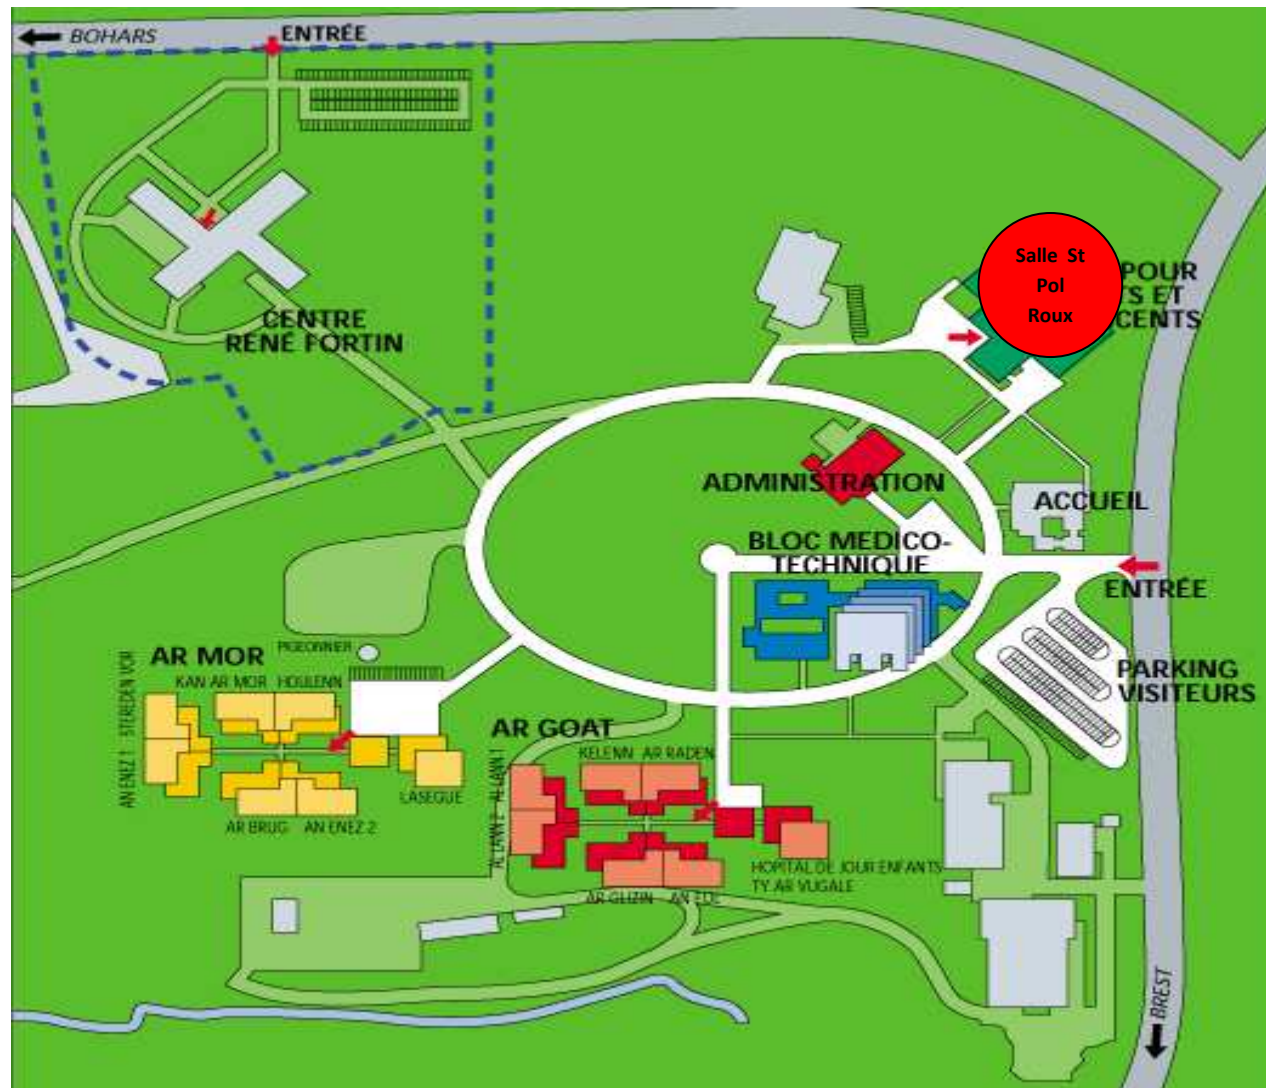 BOHARS
ENTRÉE
Salle St
Pol
Roux
POUR
S ET
CENTS
CENTRE
RENÉ FORTIN
ADMINISTRATION
ACCUEIL
BLOC MEDICO-
TECHNIQUE
ENTRÉE
PARKING
VISITEURS
PIGEONNIER
AR MOR
KAN AR MOR HOULENN
AN ENEZ 1 STEREDEN VOR
LASEGUE
AR BRUG AN ENEZ 2
AR GOAT
KELENN AR RADEN
AL LANN 2 AL LANN 1
HOPITAL DE JOUR ENFANTS
TY AR VUGALE
AR GLIZIN AN EOL
BREST